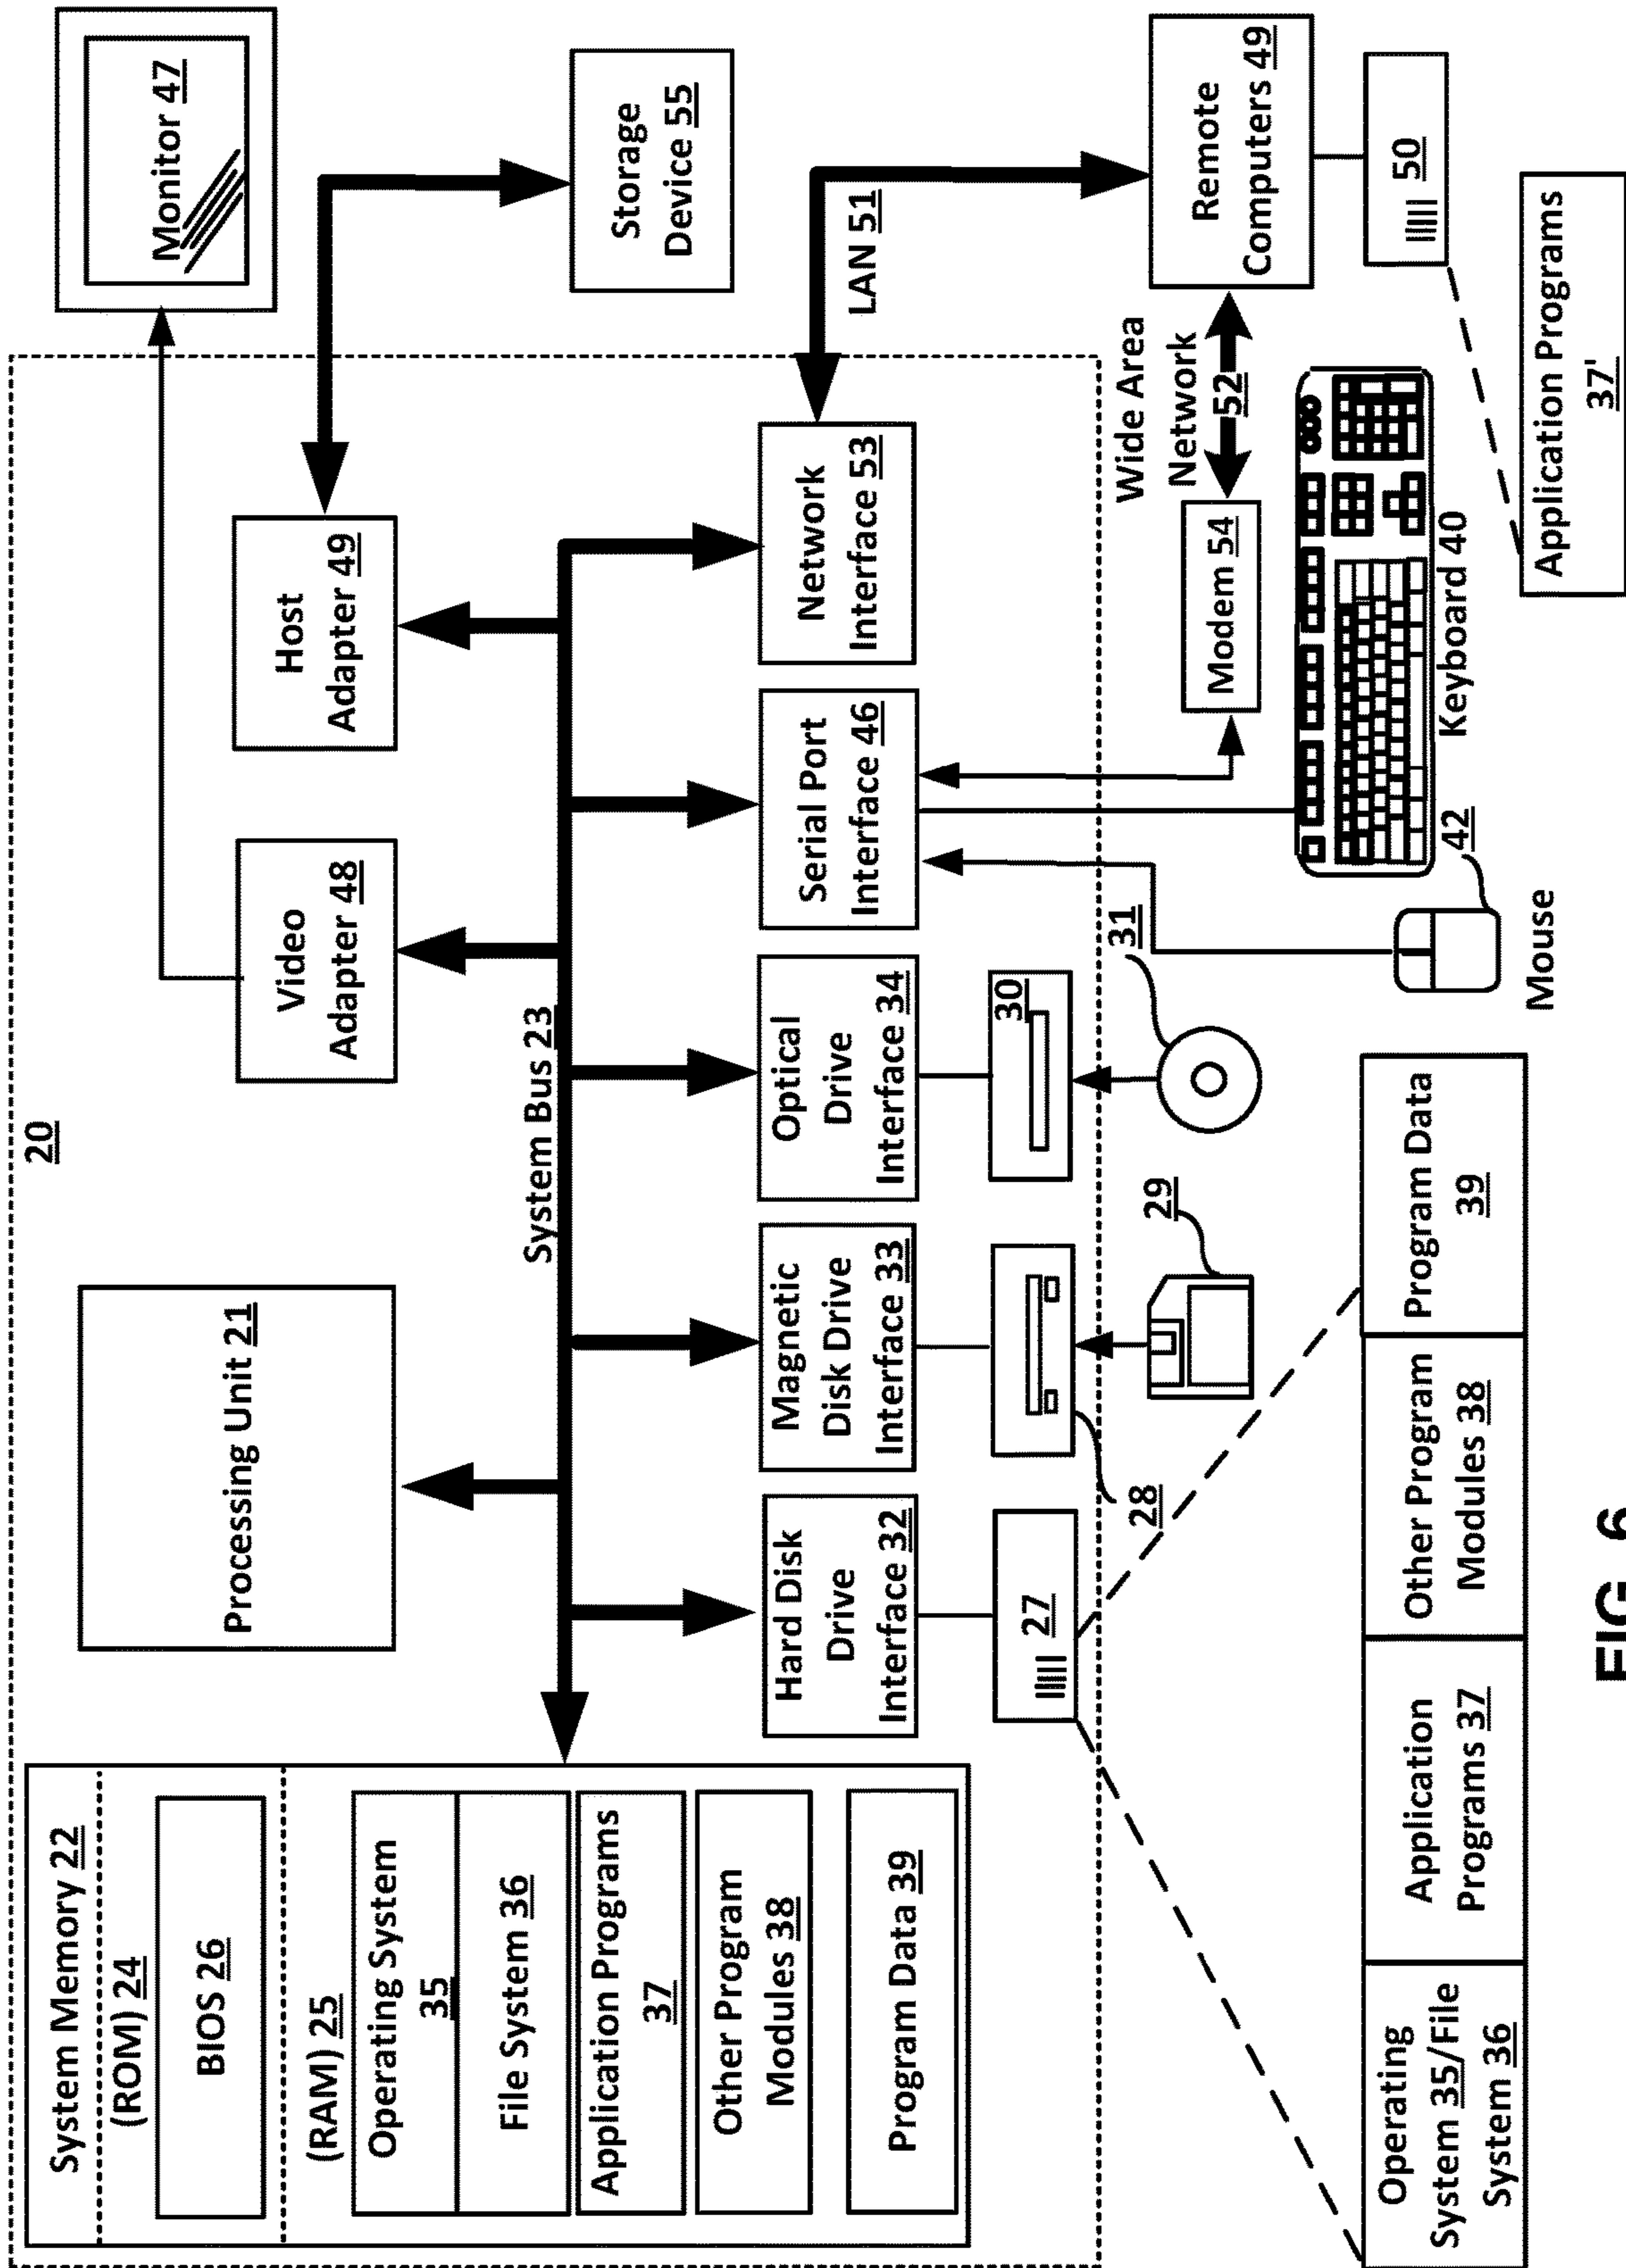 20
System Memory 22
(ROM) 24
BIOS 26
(RAM) 25
Operating System
35
File System 36
Application Programs
37
Other Program
Modules 38
Program Data 39
Processing Unit 21
Video
Adapter 48
Host
Adapter 49
Monitor 47
System Bus 23
Storage
Device 55
Hard Disk
Drive
Interface 32
Magnetic
Disk Drive
Interface 33
Optical
Drive
Interface 34
Serial Port
Interface 46
Network
Interface 53
LAN 51
27
28
29
30
31
Wide Area
Network
52
Modem 54
Remote
Computers 49
50
Keyboard 40
42
Mouse
Application Programs
37'
Operating
System 35/File
System 36
Application
Programs 37
Other Program
Modules 38
Program Data
39
FIG. 6